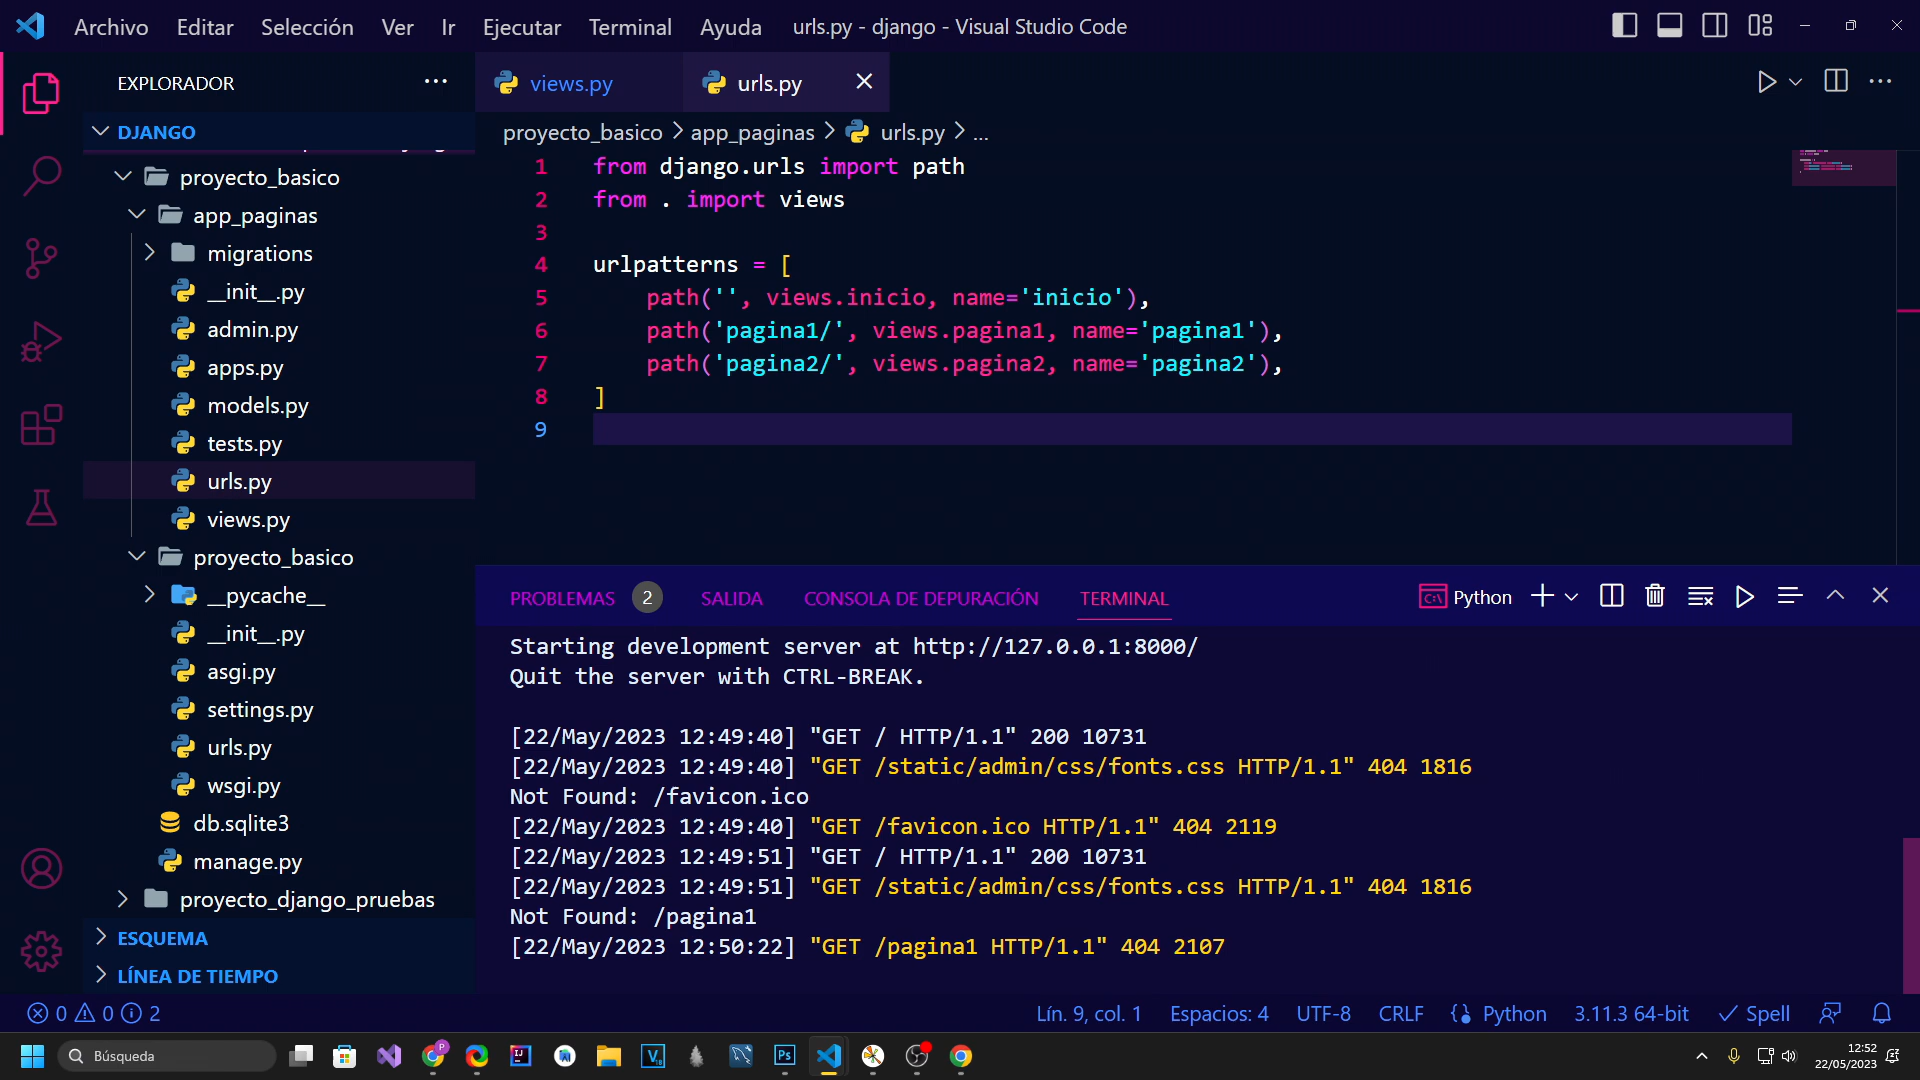 Archivo Editar Selección Ver Ir Ejecutar Terminal Ayuda urls.py - django - Visual Studio Code
EXPLORADOR
DJANGO
proyecto_basico
app_paginas
migrations
__init__.py
admin.py
apps.py
models.py
tests.py
urls.py
views.py
proyecto_basico
__pycache__
__init__.py
asgi.py
settings.py
urls.py
wsgi.py
db.sqlite3
manage.py
proyecto_django_pruebas
ESQUEMA
LÍNEA DE TIEMPO
views.py urls.py
proyecto_basico > app_paginas > urls.py > ...
1 from django.urls import path
2 from . import views
3
4 urlpatterns = [
5     path('', views.inicio, name='inicio'),
6     path('pagina1/', views.pagina1, name='pagina1'),
7     path('pagina2/', views.pagina2, name='pagina2'),
8 ]
9
PROBLEMAS 2 SALIDA CONSOLA DE DEPURACIÓN TERMINAL Python
Starting development server at http://127.0.0.1:8000/
Quit the server with CTRL-BREAK.
[22/May/2023 12:49:40] "GET / HTTP/1.1" 200 10731
[22/May/2023 12:49:40] "GET /static/admin/css/fonts.css HTTP/1.1" 404 1816
Not Found: /favicon.ico
[22/May/2023 12:49:40] "GET /favicon.ico HTTP/1.1" 404 2119
[22/May/2023 12:49:51] "GET / HTTP/1.1" 200 10731
[22/May/2023 12:49:51] "GET /static/admin/css/fonts.css HTTP/1.1" 404 1816
Not Found: /pagina1
[22/May/2023 12:50:22] "GET /pagina1 HTTP/1.1" 404 2107
0 0 2 Lín. 9, col. 1 Espacios: 4 UTF-8 CRLF Python 3.11.3 64-bit Spell
Búsqueda
12:52
22/05/2023